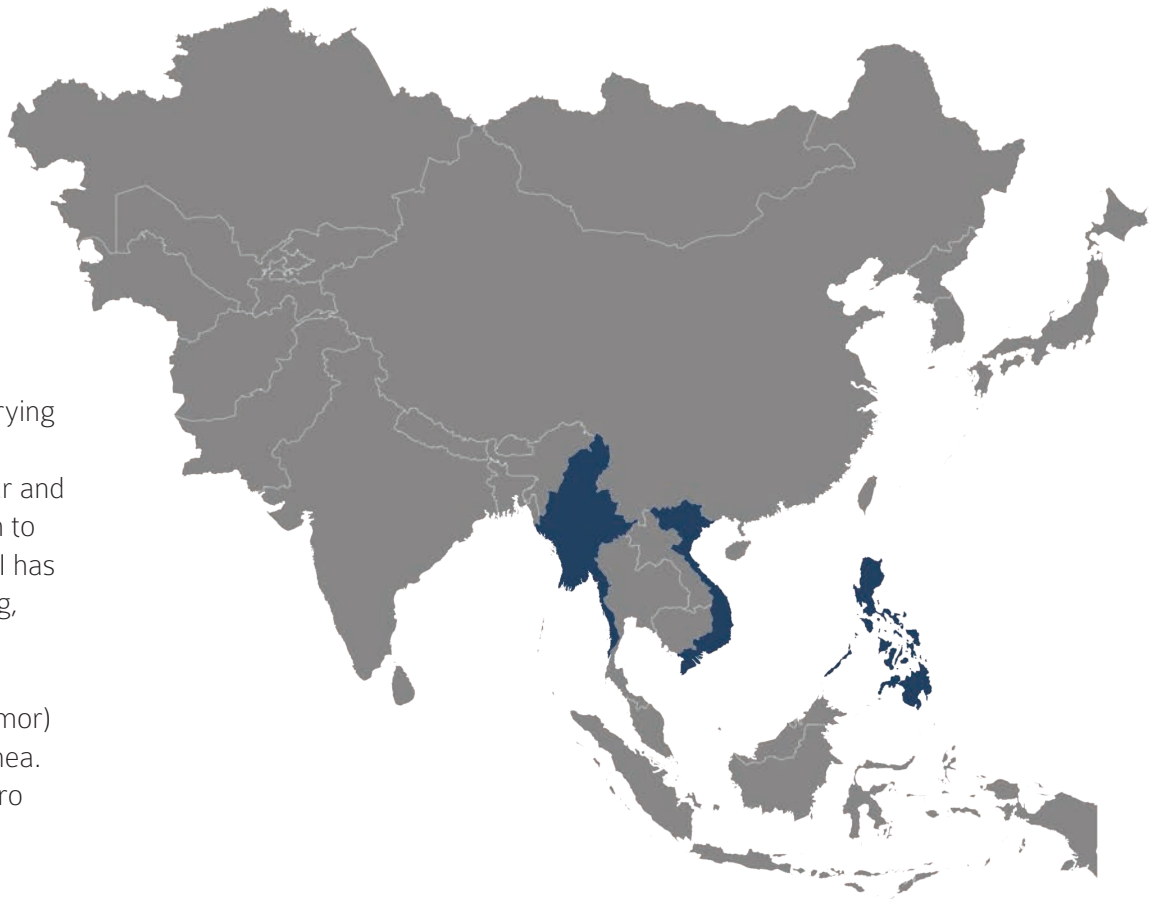 rying
r and
n to
l has
g,
mor)
nea.
ro